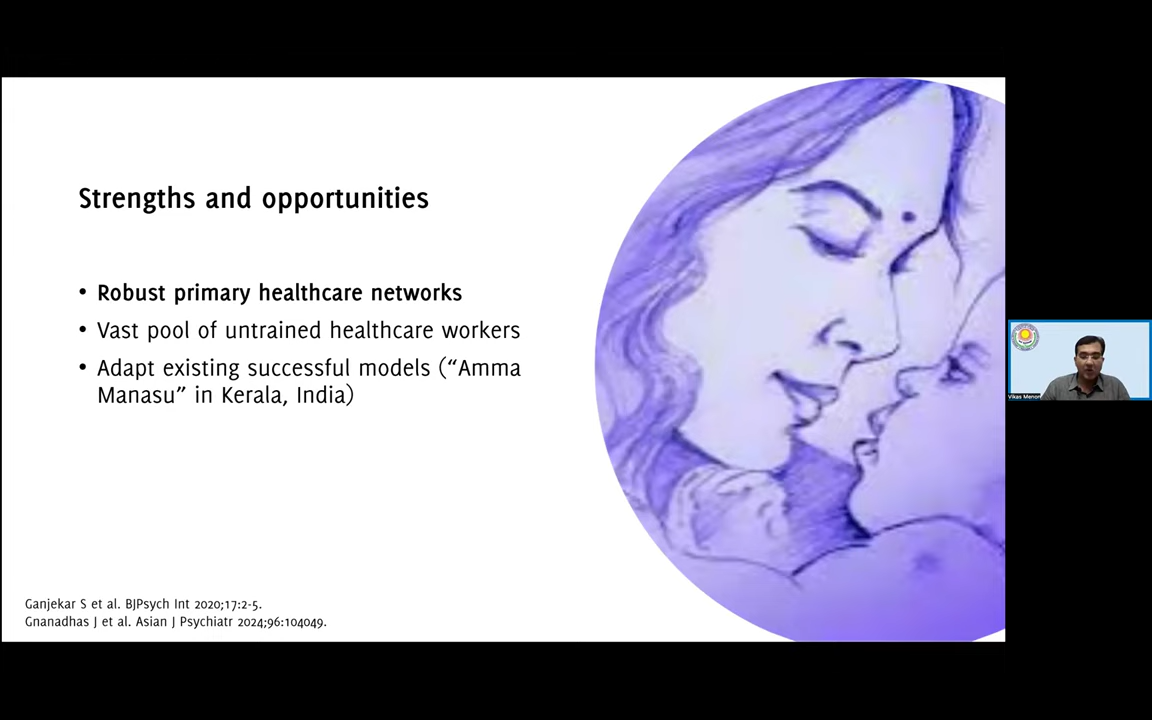 Strengths and opportunities
• Robust primary healthcare networks
• Vast pool of untrained healthcare workers
• Adapt existing successful models (“Amma
Manasu” in Kerala, India)
Ganjekar S et al. BJPsych Int 2020;17:2-5.
Gnanadhas J et al. Asian J Psychiatr 2024;96:104049.
Vikas Menon